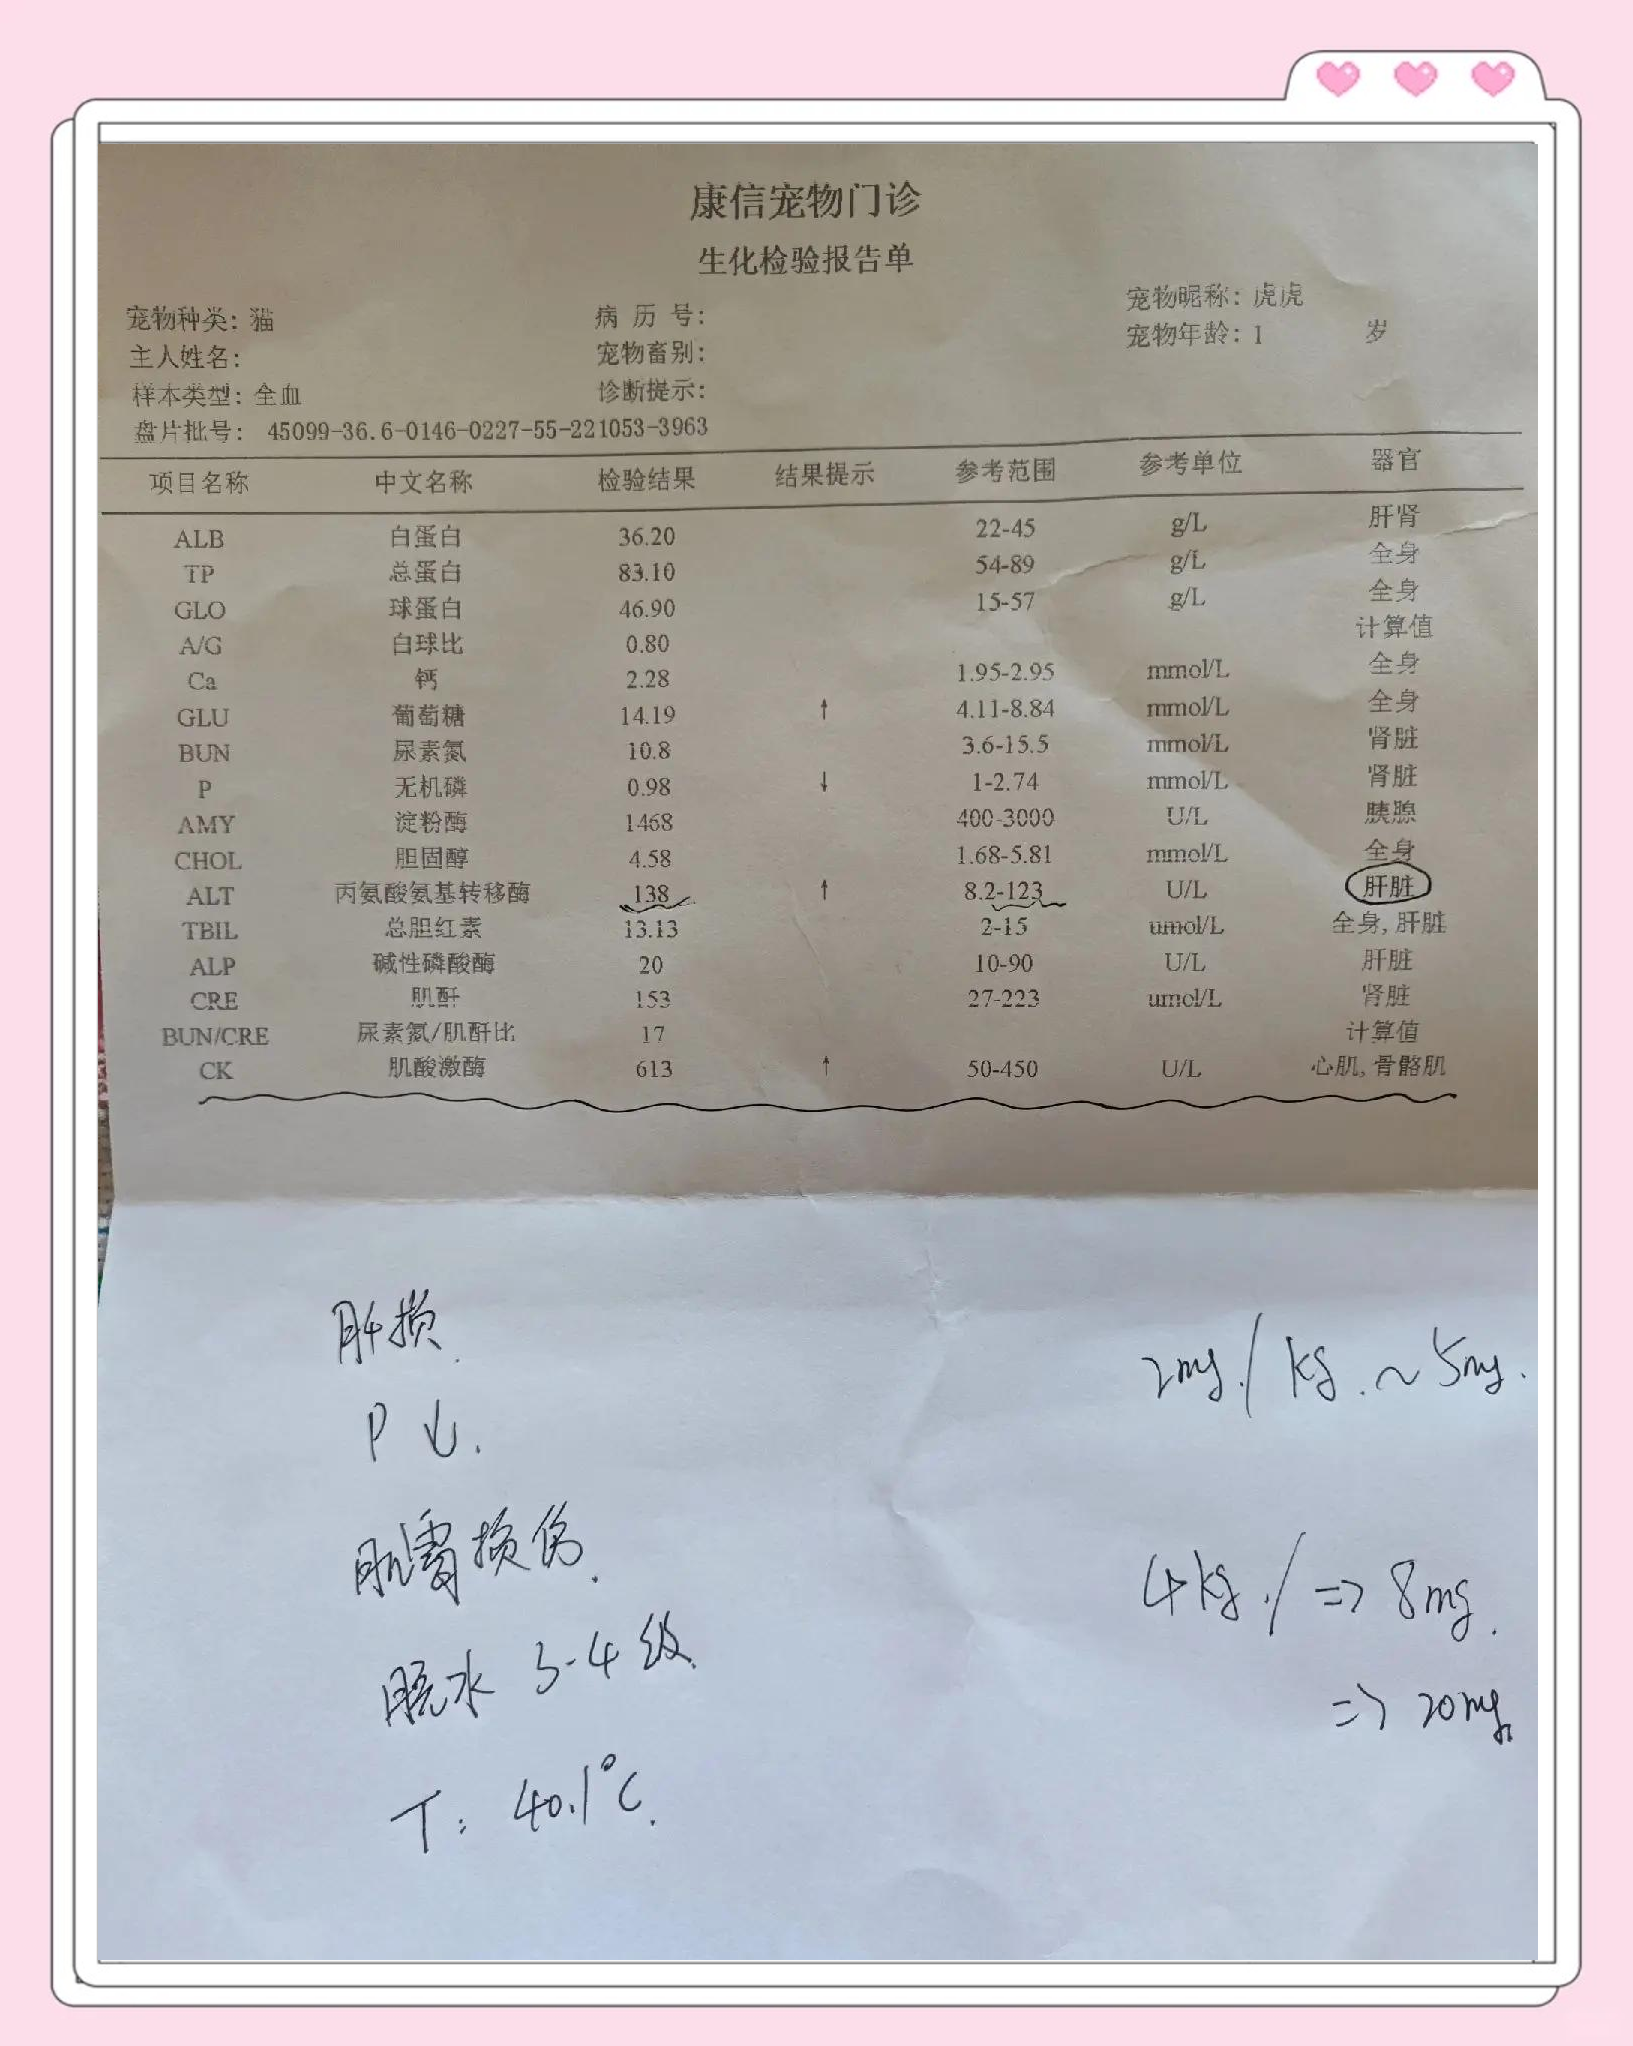 康信宠物门诊
生化检验报告单
宠物种类: 猫 病 历 号: 宠物昵称: 虎虎
主人姓名: 宠物畜别: 宠物年龄: 1 岁
样本类型: 全血 诊断提示:
盘片批号: 45099-36.6-0146-0227-55-221053-3963
项目名称 中文名称 检验结果 结果提示 参考范围 参考单位 器官
ALB 白蛋白 36.20 22-45 g/L 肝肾
TP 总蛋白 83.10 54-89 g/L 全身
GLO 球蛋白 46.90 15-57 g/L 全身
A/G 白球比 0.80 计算值
Ca 钙 2.28 1.95-2.95 mmol/L 全身
GLU 葡萄糖 14.19 ↑ 4.11-8.84 mmol/L 全身
BUN 尿素氮 10.8 3.6-15.5 mmol/L 肾脏
P 无机磷 0.98 ↓ 1-2.74 mmol/L 肾脏
AMY 淀粉酶 1468 400-3000 U/L 胰腺
CHOL 胆固醇 4.58 1.68-5.81 mmol/L 全身
ALT 丙氨酸氨基转移酶 138 ↑ 8.2-123 U/L 肝脏
TBIL 总胆红素 13.13 2-15 umol/L 全身, 肝脏
ALP 碱性磷酸酶 20 10-90 U/L 肝脏
CRE 肌酐 153 27-223 umol/L 肾脏
BUN/CRE 尿素氮/肌酐比 17 计算值
CK 肌酸激酶 613 ↑ 50-450 U/L 心肌, 骨骼肌
肝损.
P ↓.
损伤.
脱水 3-4级.
T: 40.1°C.
2mg/kg.~5mg.
4kg/=>8mg.
=>20mg.